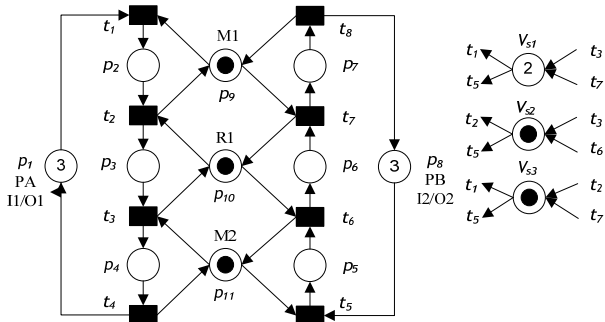 t1
M1
t8
Vs1
t1
2
t3
t5
t7
p2
p9
p7
t2
t7
Vs2
t2
t3
t5
t6
p1
3
PA
I1/O1
p3
R1
p10
p6
3
p8
PB
I2/O2
Vs3
t1
t2
t5
t7
t3
M2
t6
p4
p11
p5
t4
t5